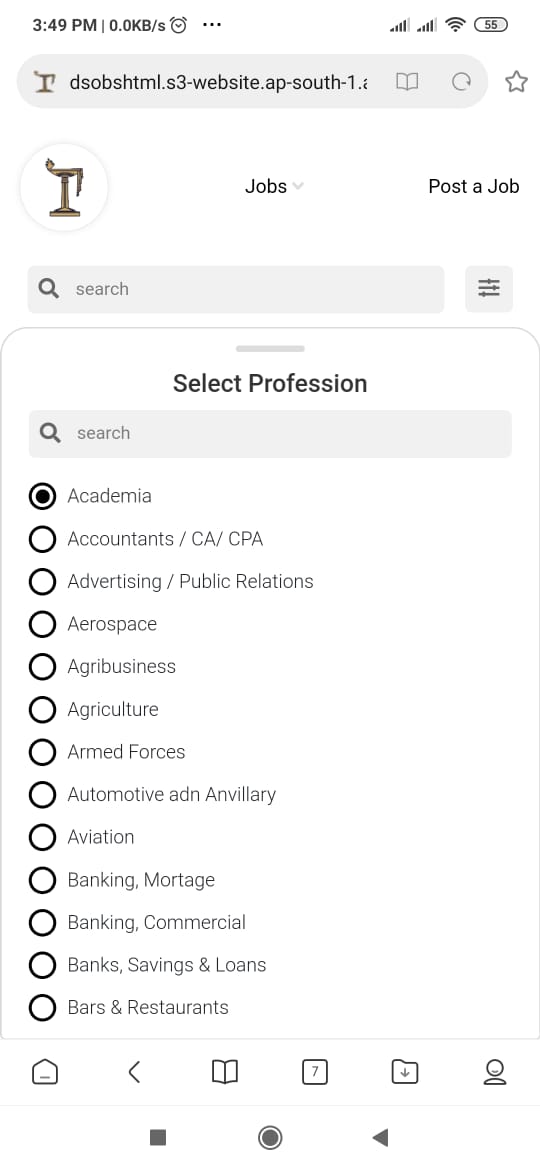 3:49 PM | 0.0KB/s ...
55
dsobshtml.s3-website.ap-south-1.a
Jobs
Post a Job
search
Select Profession
search
Academia
Accountants / CA/ CPA
Advertising / Public Relations
Aerospace
Agribusiness
Agriculture
Armed Forces
Automotive adn Anvillary
Aviation
Banking, Mortage
Banking, Commercial
Banks, Savings & Loans
Bars & Restaurants
7